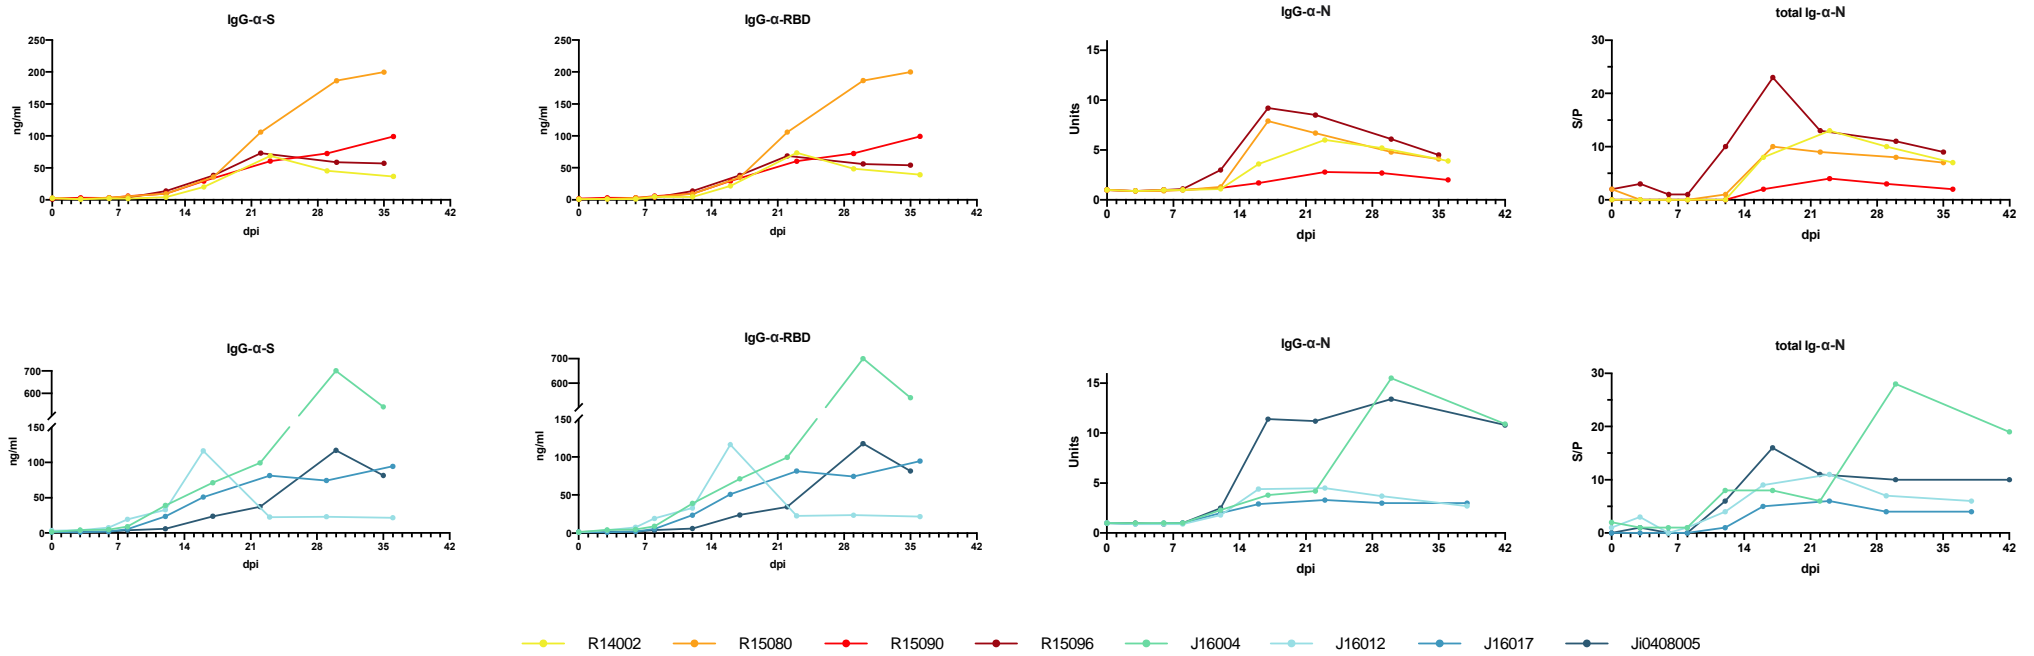 IgG-α-S
250
200
150
100
50
0
ng/ml
0 7 14 21 28 35 42
dpi
IgG-α-RBD
250
200
150
100
50
0
ng/ml
0 7 14 21 28 35 42
dpi
IgG-α-N
15
10
5
0
Units
0 7 14 21 28 35 42
dpi
total Ig-α-N
30
20
10
0
S/P
0 7 14 21 28 35 42
dpi
IgG-α-S
700
600
150
100
50
0
ng/ml
0 7 14 21 28 35 42
dpi
IgG-α-RBD
700
600
150
100
50
0
ng/ml
0 7 14 21 28 35 42
dpi
IgG-α-N
15
10
5
0
Units
0 7 14 21 28 35 42
dpi
total Ig-α-N
30
20
10
0
S/P
0 7 14 21 28 35 42
dpi
R14002 R15080 R15090 R15096 J16004 J16012 J16017 Ji0408005